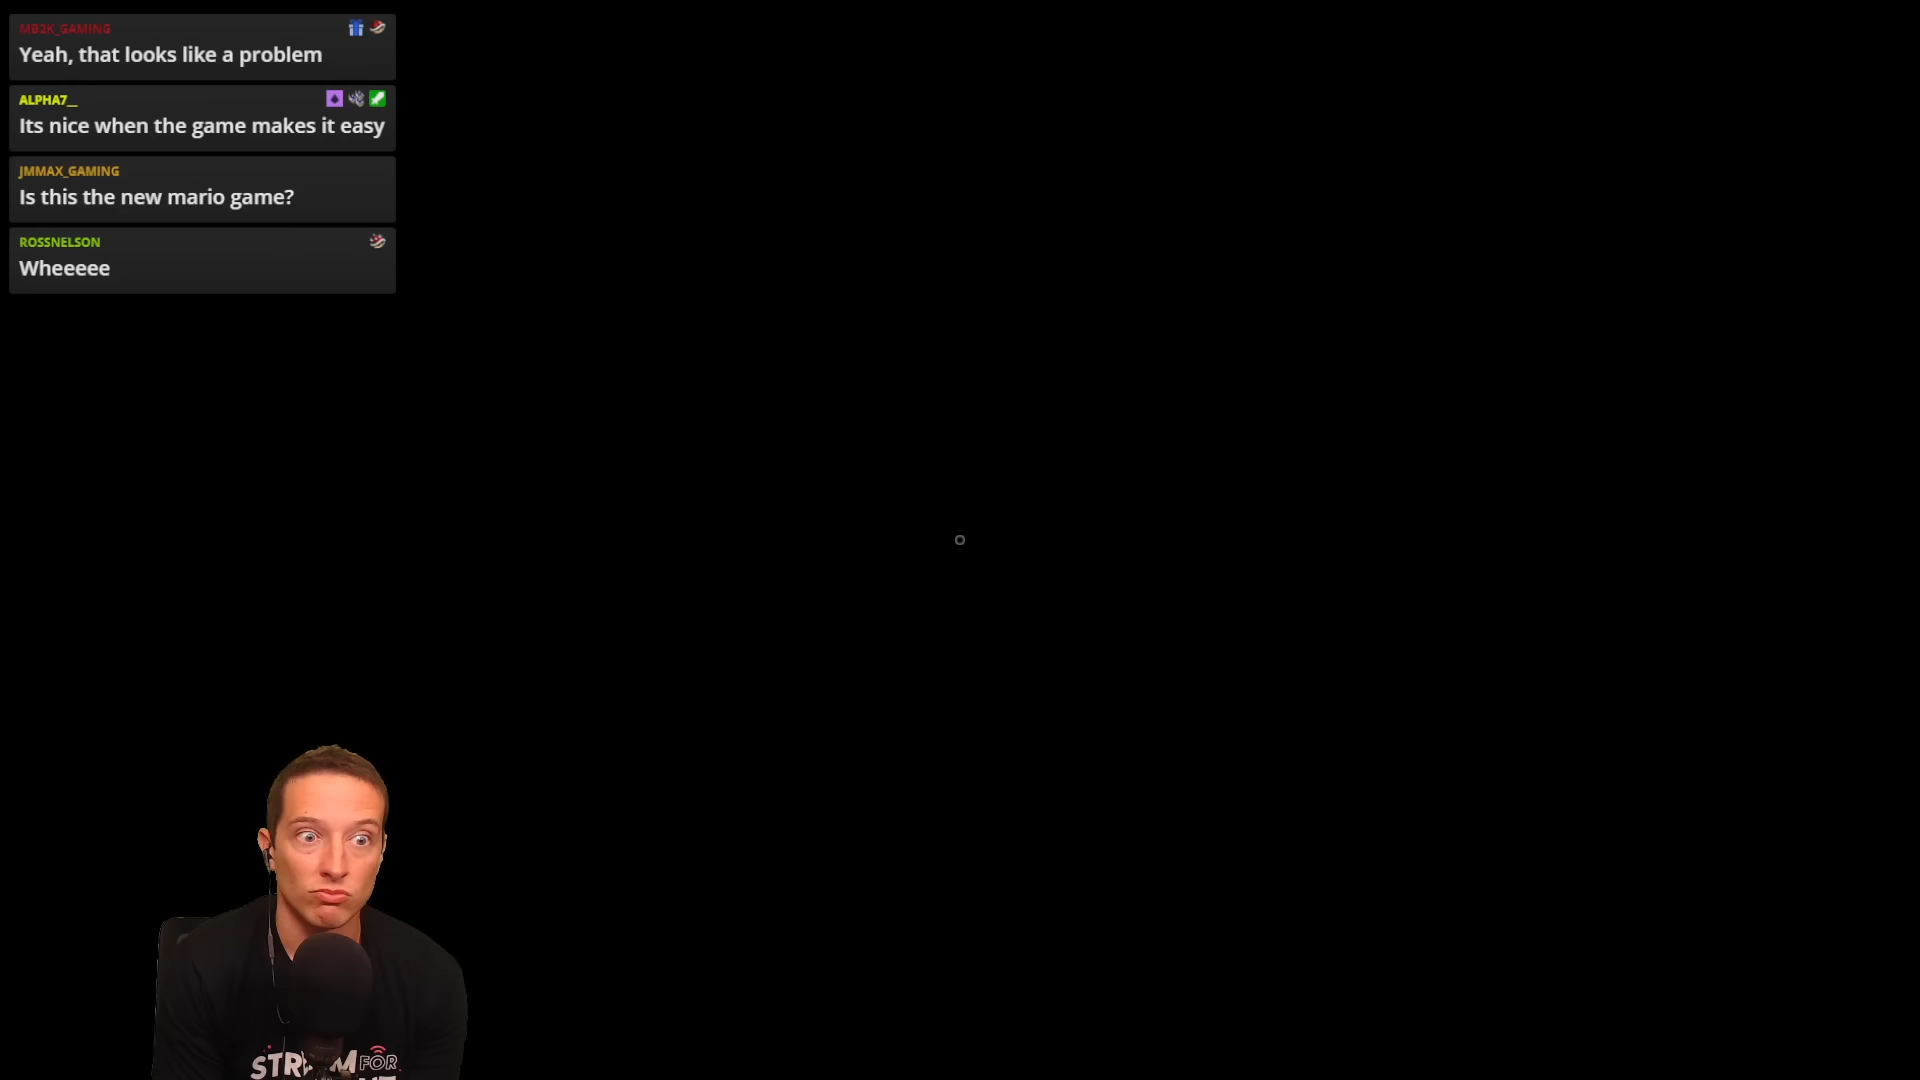 MB2K_GAMING
Yeah, that looks like a problem
ALPHA7__
Its nice when the game makes it easy
JMMAX_GAMING
Is this the new mario game?
ROSSNELSON
Wheeeee
FOR